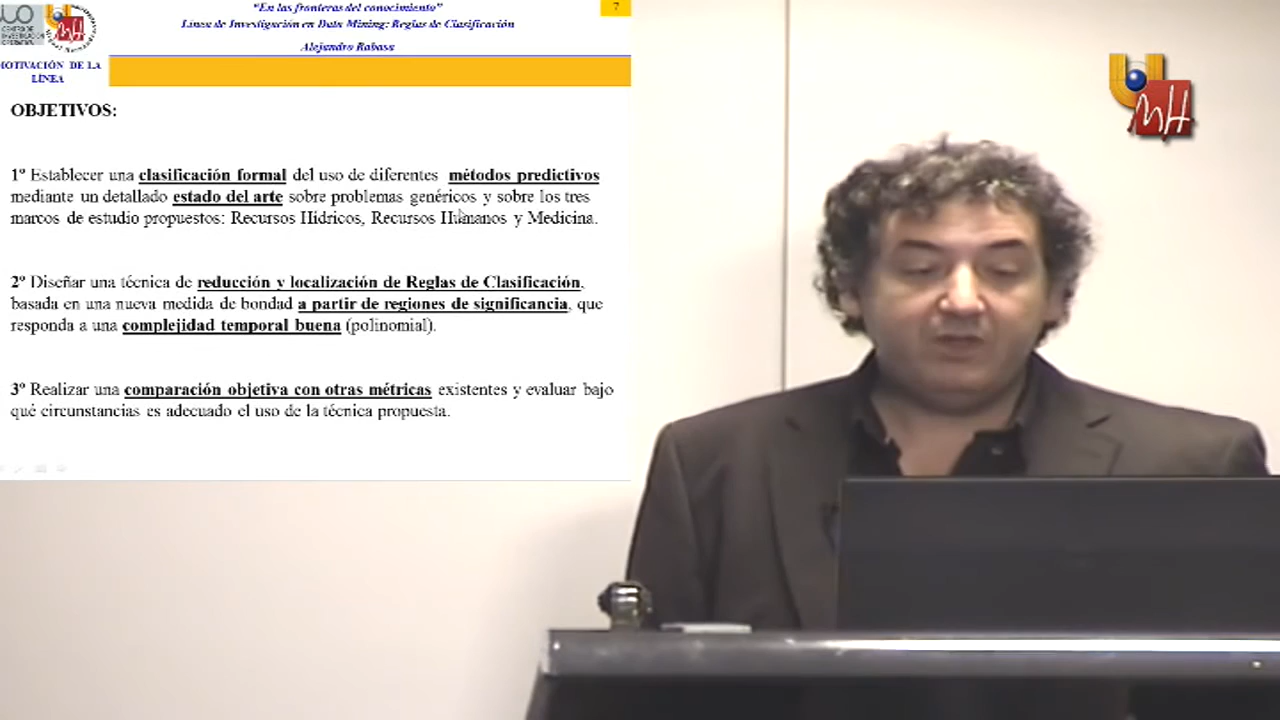 "En las fronteras del conocimiento"
7
Línea de Investigación en Data Mining: Reglas de Clasificación
Alejandro Rabasa
CENTRO DE
INVESTIGACIÓN
OPERATIVA
MOTIVACIÓN DE LA
LÍNEA
OBJETIVOS:
1º Establecer una clasificación formal del uso de diferentes métodos predictivos
mediante un detallado estado del arte sobre problemas genéricos y sobre los tres
marcos de estudio propuestos: Recursos Hídricos, Recursos Humanos y Medicina.
2º Diseñar una técnica de reducción y localización de Reglas de Clasificación,
basada en una nueva medida de bondad a partir de regiones de significancia, que
responda a una complejidad temporal buena (polinomial).
3º Realizar una comparación objetiva con otras métricas existentes y evaluar bajo
qué circunstancias es adecuado el uso de la técnica propuesta.
U
MH